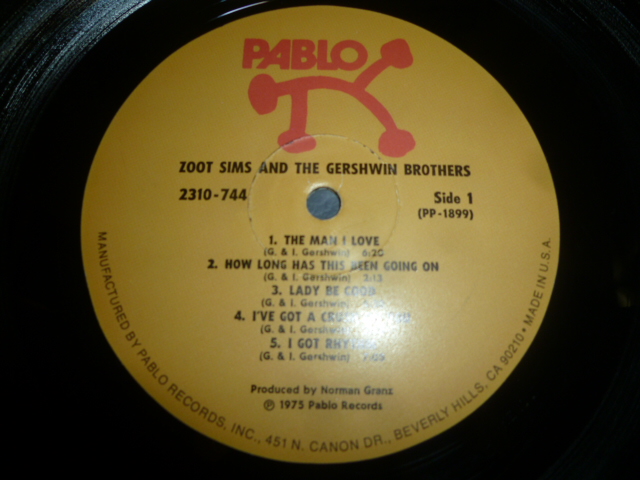 PABLO
ZOOT SIMS AND THE GERSHWIN BROTHERS
2310-744
Side 1
(PP-1899)
1. THE MAN I LOVE
(G. & I. Gershwin) 6:20
2. HOW LONG HAS THIS BEEN GOING ON
(G. & I. Gershwin)
3. LADY BE
(G. & I. Gershwin)
4. I'VE GOT A
(G. & I. Gershwin)
5. I GOT
(G. & I. Gershwin)
Produced by Norman Granz
℗ 1975 Pablo Records
MANUFACTURED BY PABLO RECORDS, INC., 451 N. CANON DR., BEVERLY HILLS, CA 90210 • MADE IN U.S.A.